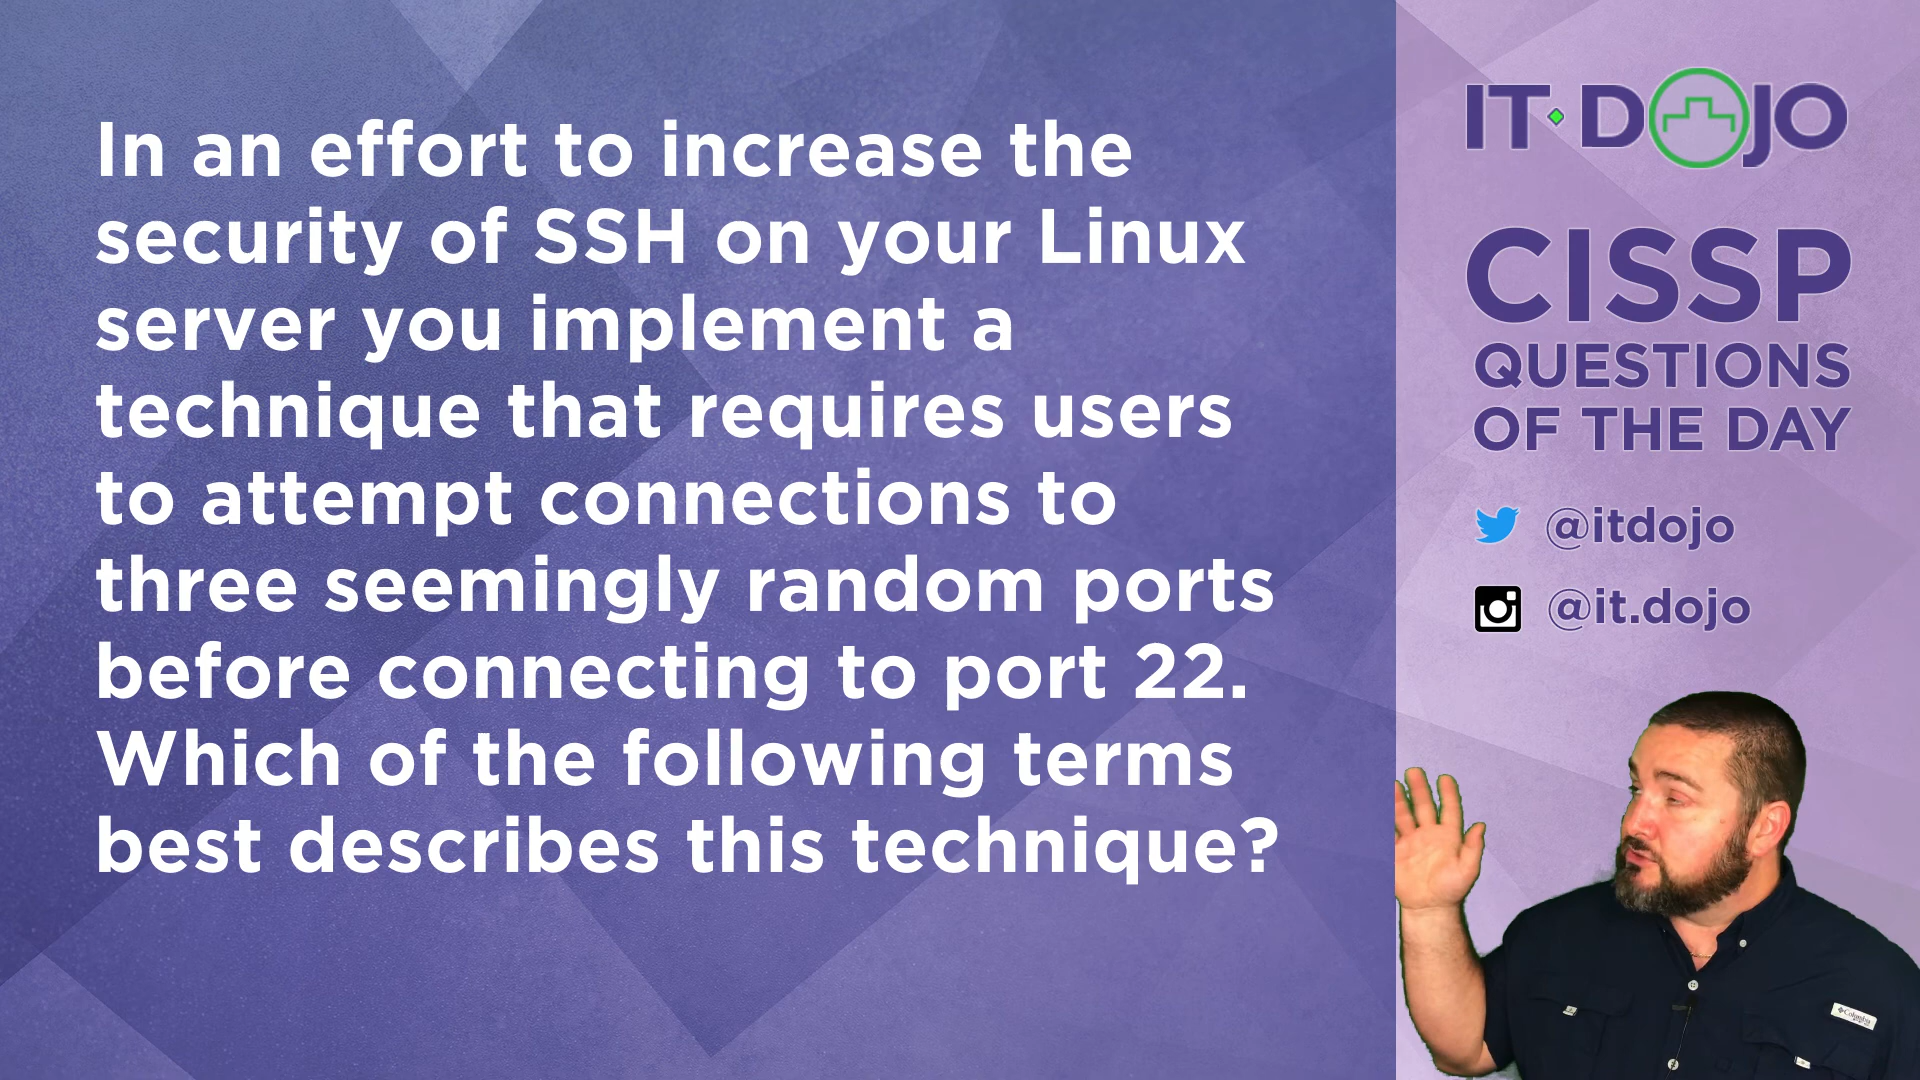 In an effort to increase the
security of SSH on your Linux
server you implement a
technique that requires users
to attempt connections to
three seemingly random ports
before connecting to port 22.
Which of the following terms
best describes this technique?
IT DOJO
CISSP
QUESTIONS
OF THE DAY
@itdojo
@it.dojo
Columbia